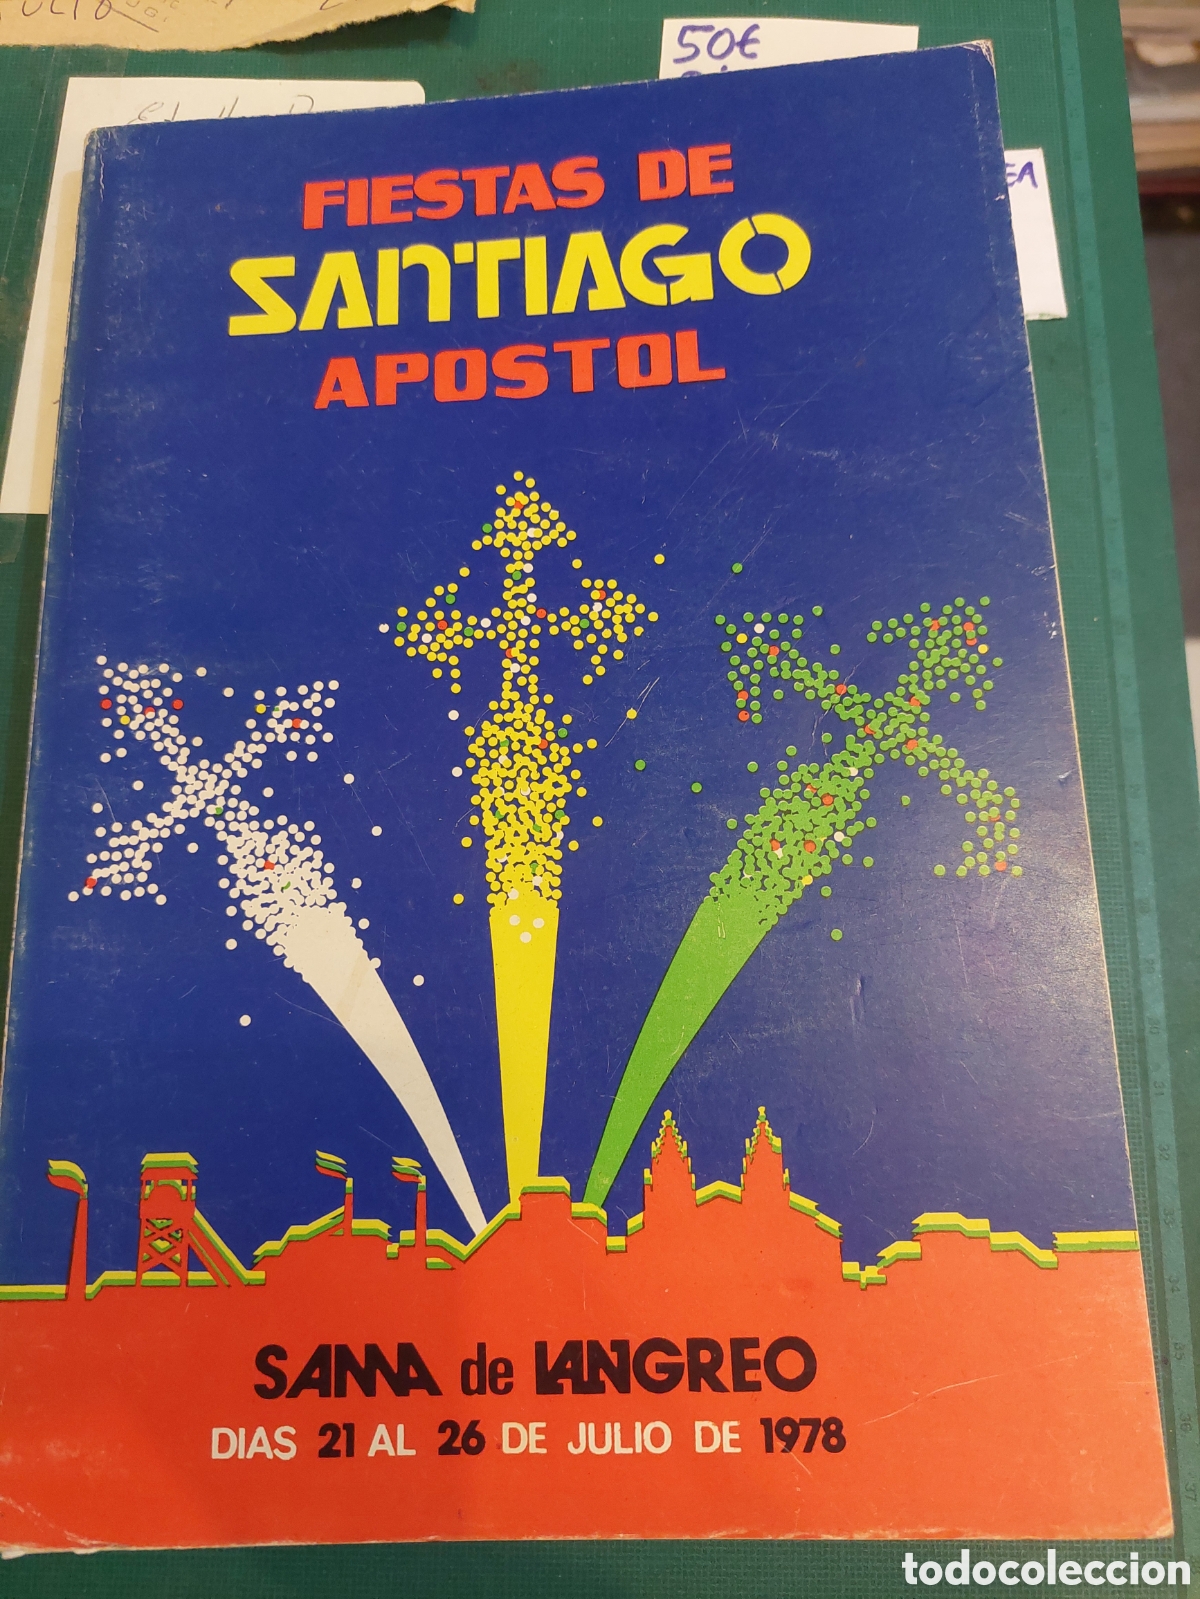 50€
FIESTAS DE
SANTIAGO
APOSTOL
SAMA de LANGREO
DIAS 21 AL 26 DE JULIO DE 1978
todocoleccion